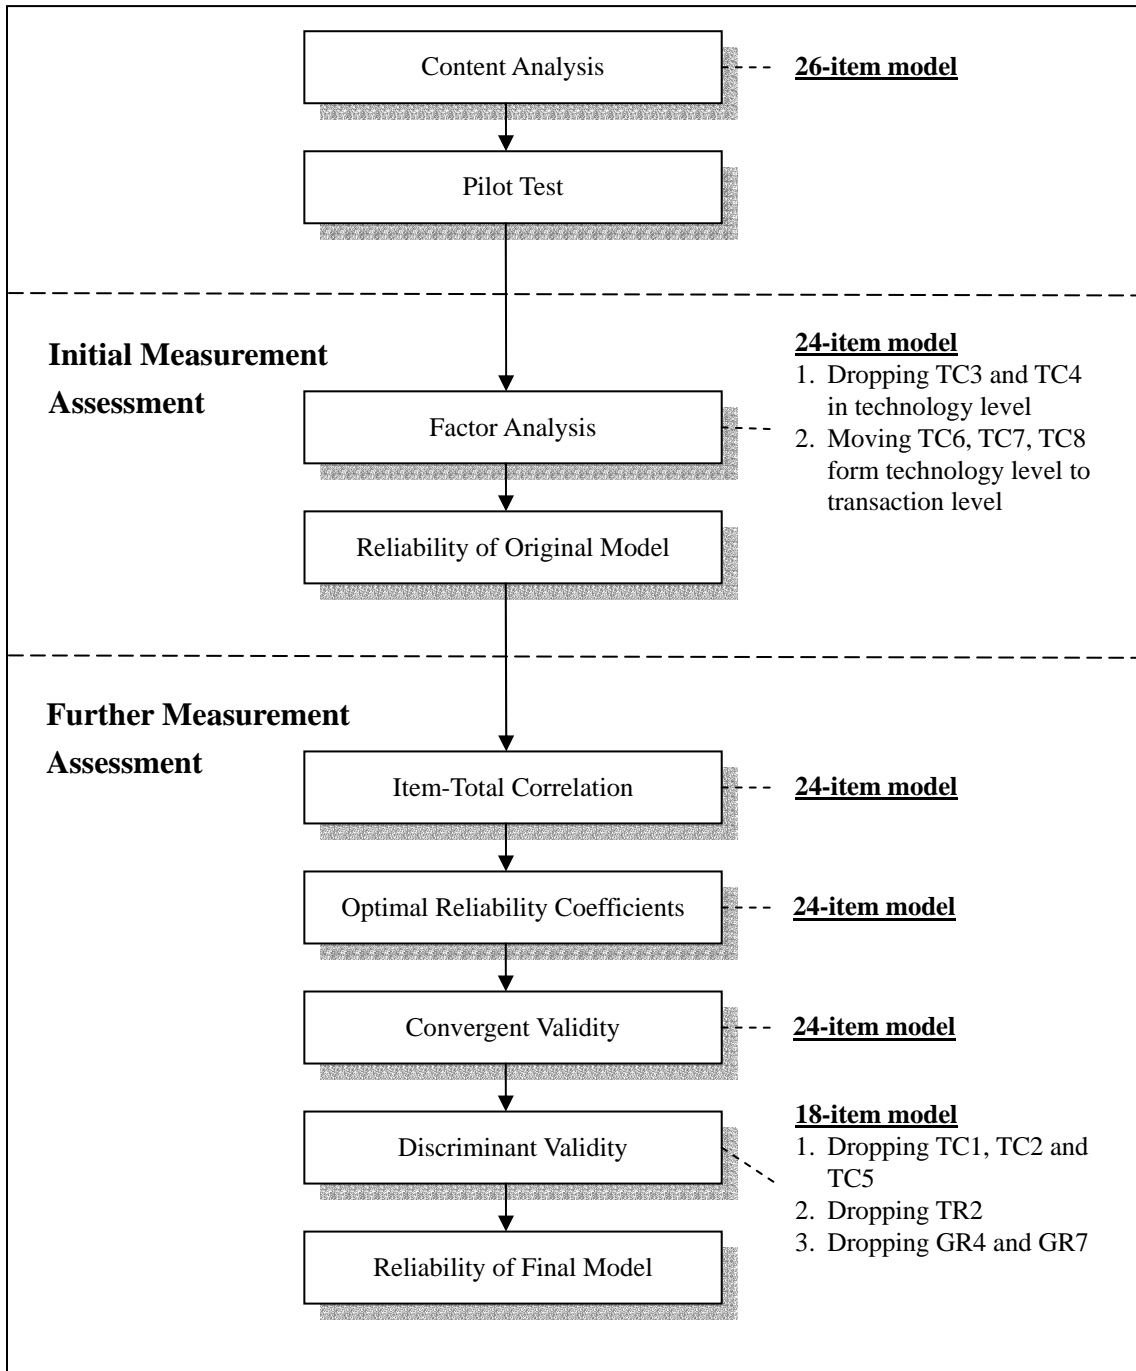 Content Analysis
26-item model
Pilot Test
Initial Measurement
Assessment
24-item model
1. Dropping TC3 and TC4
in technology level
2. Moving TC6, TC7, TC8
form technology level to
transaction level
Factor Analysis
Reliability of Original Model
Further Measurement
Assessment
Item-Total Correlation
24-item model
Optimal Reliability Coefficients
24-item model
Convergent Validity
24-item model
Discriminant Validity
18-item model
1. Dropping TC1, TC2 and
TC5
2. Dropping TR2
3. Dropping GR4 and GR7
Reliability of Final Model